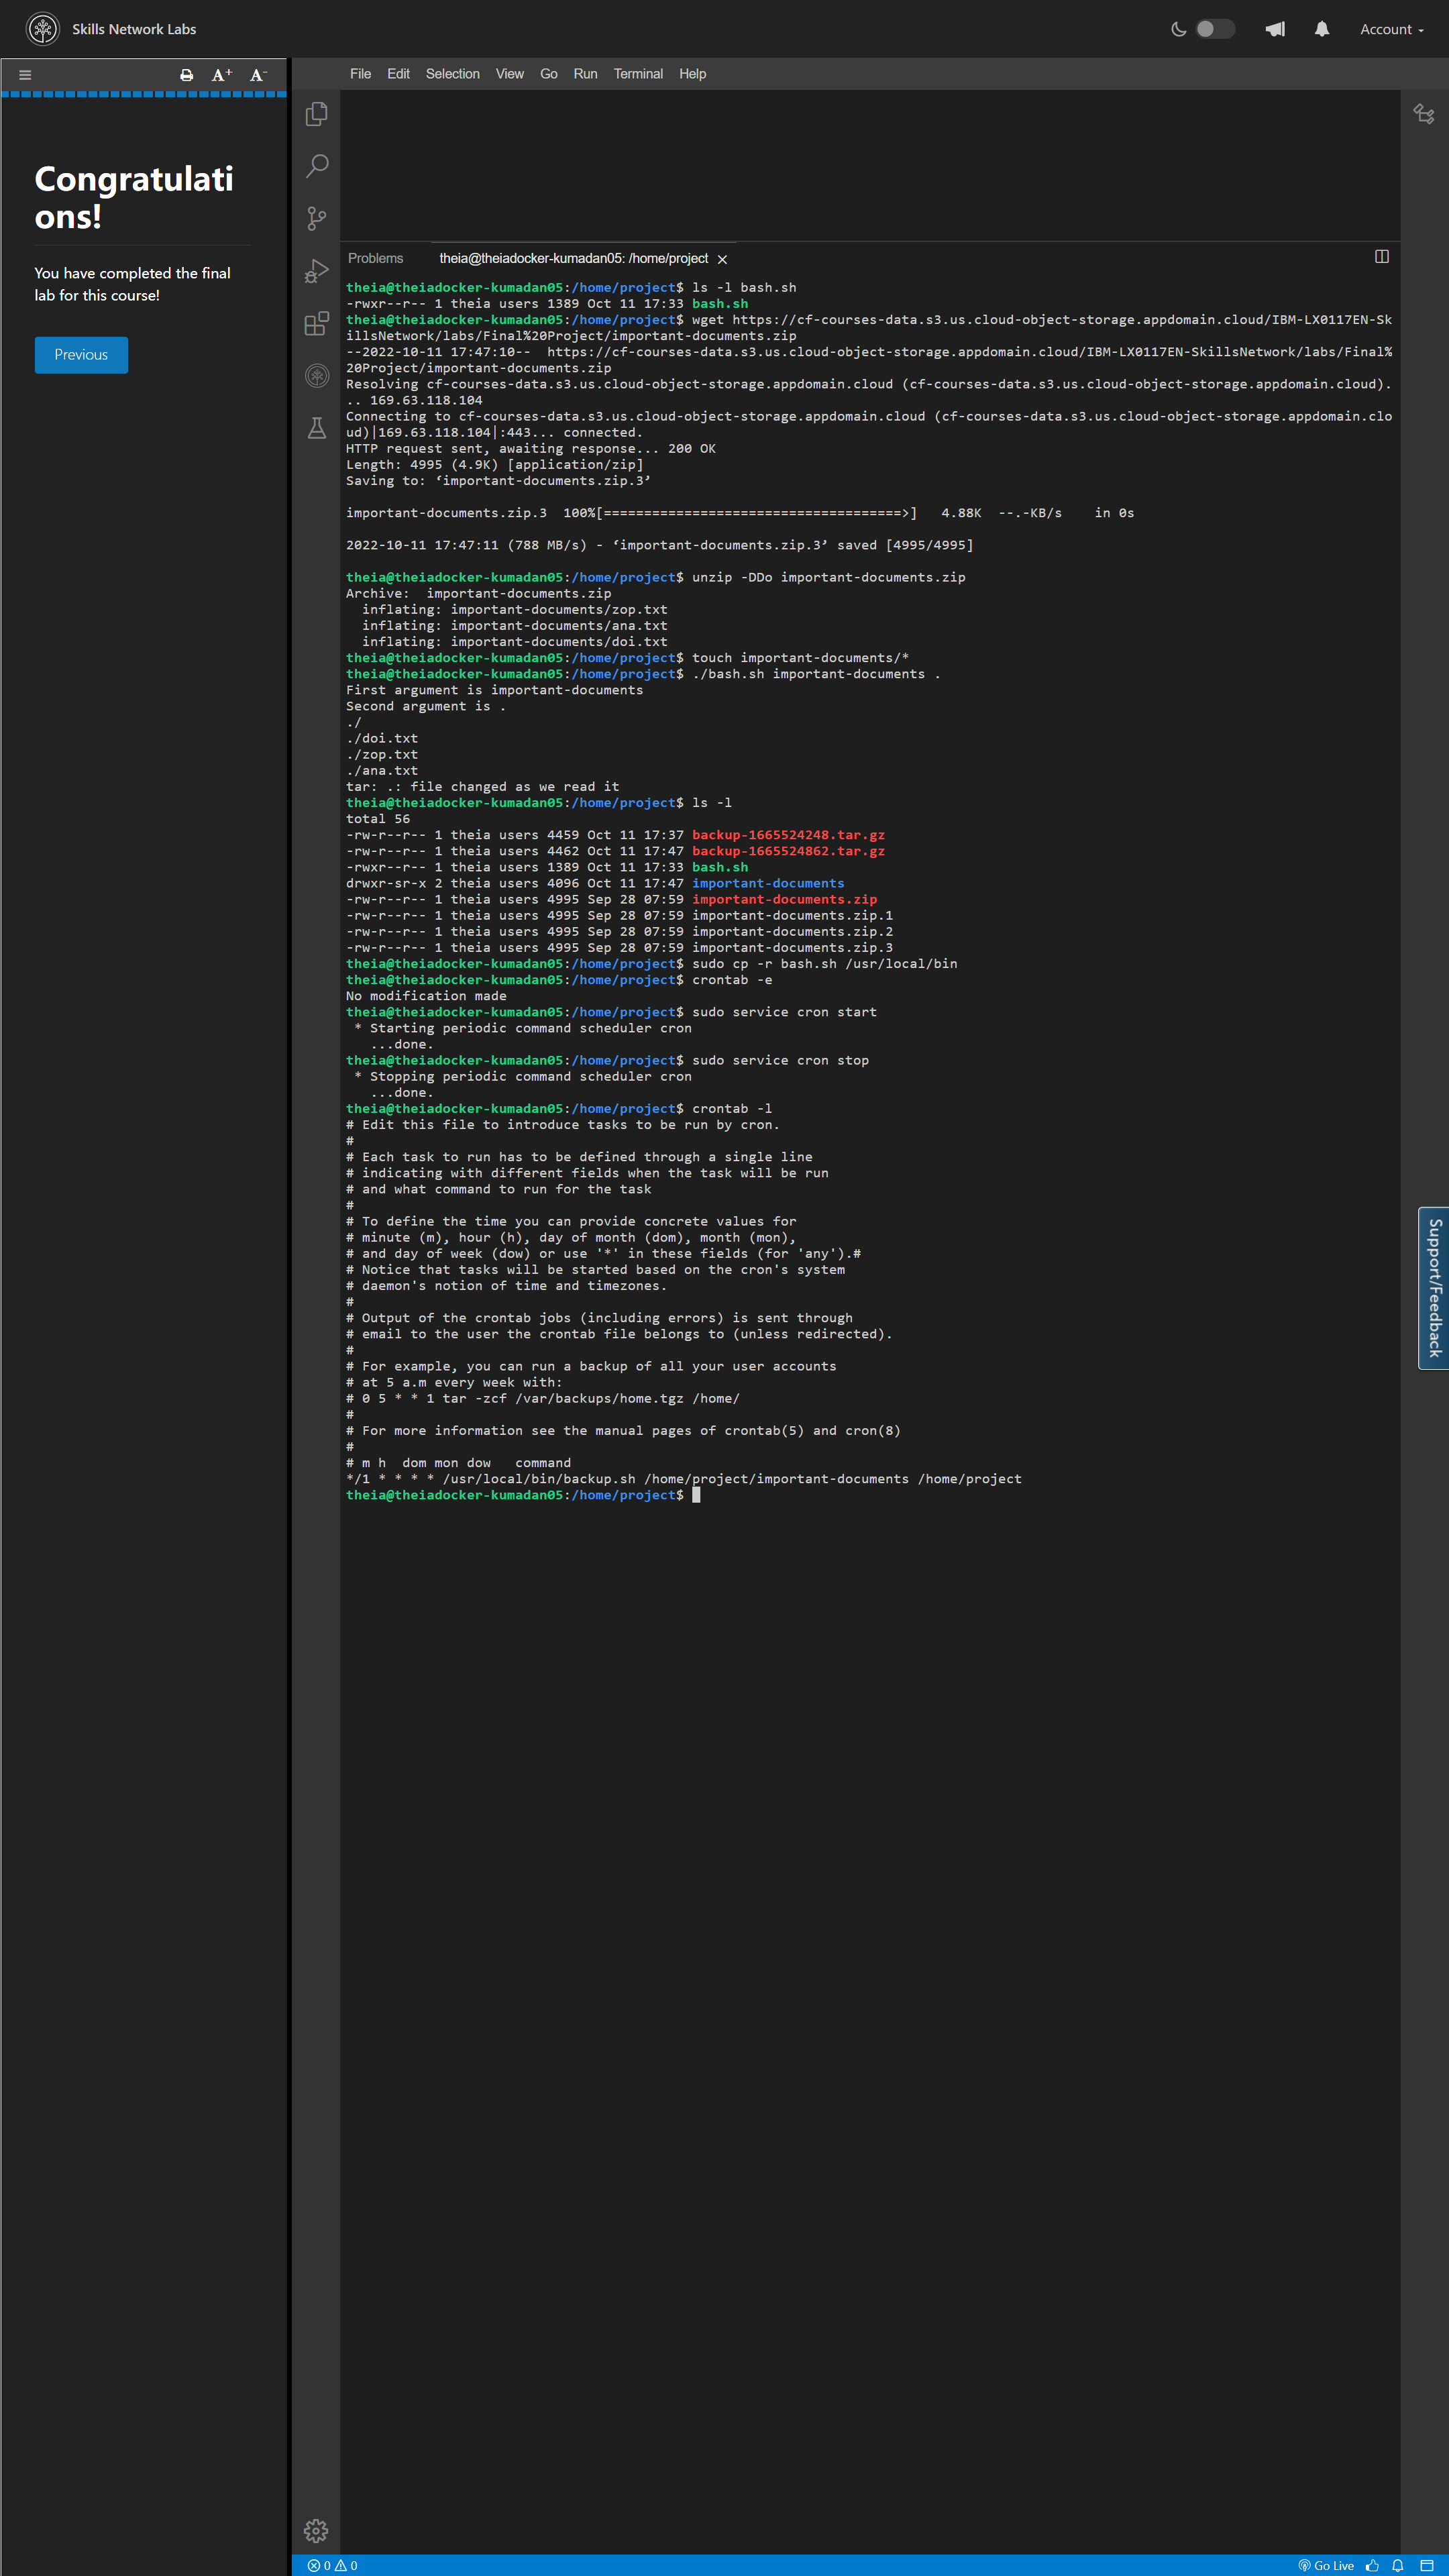 Skills Network Labs
Account
A+ A-
File Edit Selection View Go Run Terminal Help
Congratulati
ons!
You have completed the final
lab for this course!
Previous
Problems theia@theiadocker-kumadan05: /home/project
theia@theiadocker-kumadan05:/home/project$ ls -l bash.sh
-rwxr--r-- 1 theia users 1389 Oct 11 17:33 bash.sh
theia@theiadocker-kumadan05:/home/project$ wget https://cf-courses-data.s3.us.cloud-object-storage.appdomain.cloud/IBM-LX0117EN-Sk
illsNetwork/labs/Final%20Project/important-documents.zip
--2022-10-11 17:47:10--  https://cf-courses-data.s3.us.cloud-object-storage.appdomain.cloud/IBM-LX0117EN-SkillsNetwork/labs/Final%
20Project/important-documents.zip
Resolving cf-courses-data.s3.us.cloud-object-storage.appdomain.cloud (cf-courses-data.s3.us.cloud-object-storage.appdomain.cloud).
.. 169.63.118.104
Connecting to cf-courses-data.s3.us.cloud-object-storage.appdomain.cloud (cf-courses-data.s3.us.cloud-object-storage.appdomain.clo
ud)|169.63.118.104|:443... connected.
HTTP request sent, awaiting response... 200 OK
Length: 4995 (4.9K) [application/zip]
Saving to: ‘important-documents.zip.3’
important-documents.zip.3  100%[=====================================>]   4.88K  --.-KB/s    in 0s
2022-10-11 17:47:11 (788 MB/s) - ‘important-documents.zip.3’ saved [4995/4995]
theia@theiadocker-kumadan05:/home/project$ unzip -DDo important-documents.zip
Archive:  important-documents.zip
  inflating: important-documents/zop.txt
  inflating: important-documents/ana.txt
  inflating: important-documents/doi.txt
theia@theiadocker-kumadan05:/home/project$ touch important-documents/*
theia@theiadocker-kumadan05:/home/project$ ./bash.sh important-documents .
First argument is important-documents
Second argument is .
./
./doi.txt
./zop.txt
./ana.txt
tar: .: file changed as we read it
theia@theiadocker-kumadan05:/home/project$ ls -l
total 56
-rw-r--r-- 1 theia users 4459 Oct 11 17:37 backup-1665524248.tar.gz
-rw-r--r-- 1 theia users 4462 Oct 11 17:47 backup-1665524862.tar.gz
-rwxr--r-- 1 theia users 1389 Oct 11 17:33 bash.sh
drwxr-sr-x 2 theia users 4096 Oct 11 17:47 important-documents
-rw-r--r-- 1 theia users 4995 Sep 28 07:59 important-documents.zip
-rw-r--r-- 1 theia users 4995 Sep 28 07:59 important-documents.zip.1
-rw-r--r-- 1 theia users 4995 Sep 28 07:59 important-documents.zip.2
-rw-r--r-- 1 theia users 4995 Sep 28 07:59 important-documents.zip.3
theia@theiadocker-kumadan05:/home/project$ sudo cp -r bash.sh /usr/local/bin
theia@theiadocker-kumadan05:/home/project$ crontab -e
No modification made
theia@theiadocker-kumadan05:/home/project$ sudo service cron start
 * Starting periodic command scheduler cron
   ...done.
theia@theiadocker-kumadan05:/home/project$ sudo service cron stop
 * Stopping periodic command scheduler cron
   ...done.
theia@theiadocker-kumadan05:/home/project$ crontab -l
# Edit this file to introduce tasks to be run by cron.
#
# Each task to run has to be defined through a single line
# indicating with different fields when the task will be run
# and what command to run for the task
#
# To define the time you can provide concrete values for
# minute (m), hour (h), day of month (dom), month (mon),
# and day of week (dow) or use '*' in these fields (for 'any').#
# Notice that tasks will be started based on the cron's system
# daemon's notion of time and timezones.
#
# Output of the crontab jobs (including errors) is sent through
# email to the user the crontab file belongs to (unless redirected).
#
# For example, you can run a backup of all your user accounts
# at 5 a.m every week with:
# 0 5 * * 1 tar -zcf /var/backups/home.tgz /home/
#
# For more information see the manual pages of crontab(5) and cron(8)
#
# m h  dom mon dow   command
*/1 * * * * /usr/local/bin/backup.sh /home/project/important-documents /home/project
theia@theiadocker-kumadan05:/home/project$
Support/Feedback
0 0
Go Live